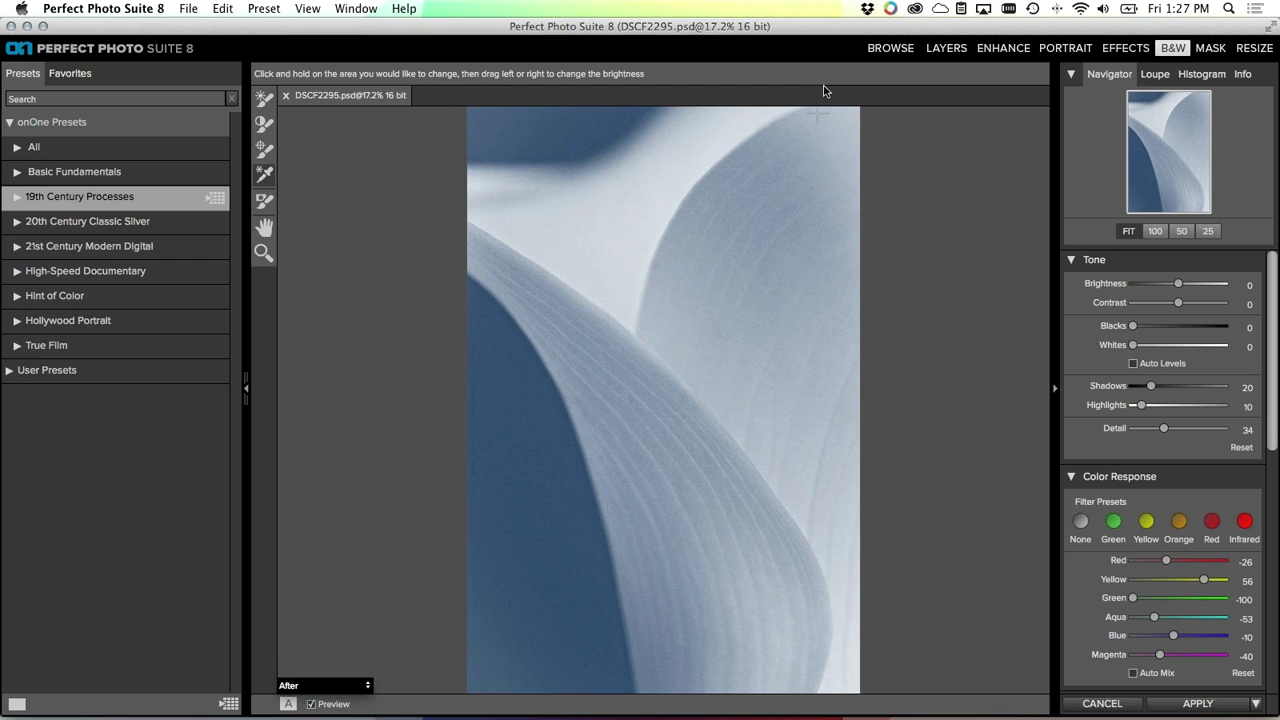 Perfect Photo Suite 8 File Edit Preset View Window Help Fri 1:27 PM
Perfect Photo Suite 8 (DSCF2295.psd@17.2% 16 bit)
on PERFECT PHOTO SUITE 8 BROWSE LAYERS ENHANCE PORTRAIT EFFECTS B&W MASK RESIZE
Presets Favorites
Click and hold on the area you would like to change, then drag left or right to change the brightness
Navigator Loupe Histogram Info
Search X
X DSCF2295.psd@17.2% 16 bit
onOne Presets
All
Basic Fundamentals
19th Century Processes
20th Century Classic Silver
21st Century Modern Digital
High-Speed Documentary
Hint of Color
Hollywood Portrait
True Film
User Presets
FIT 100 50 25
Tone
Brightness 0
Contrast 0
Blacks 0
Whites 0
Auto Levels
Shadows 20
Highlights 10
Detail 34
Reset
Color Response
Filter Presets
None Green Yellow Orange Red Infrared
Red -26
Yellow 56
Green -100
Aqua -53
Blue -10
Magenta -40
Auto Mix Reset
After
A Preview
CANCEL APPLY